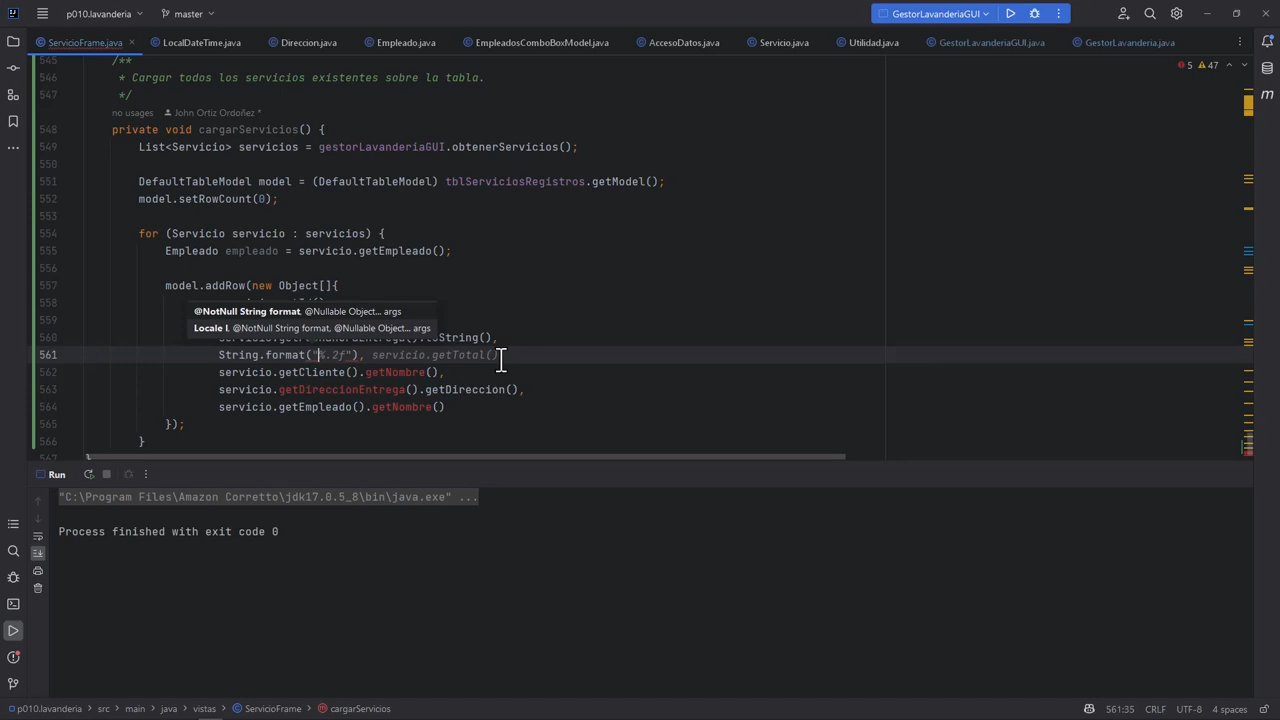 p010.lavanderia
master
GestorLavanderiaGUI
ServicioFrame.java
LocalDateTime.java
Direccion.java
Empleado.java
EmpleadosComboBoxModel.java
AccesoDatos.java
Servicio.java
Utilidad.java
GestorLavanderiaGUI.java
GestorLavanderia.java
5 47
545 /**
546 * Cargar todos los servicios existentes sobre la tabla.
547 */
no usages John Ortiz Ordoñez *
548 private void cargarServicios() {
549 List<Servicio> servicios = gestorLavanderiaGUI.obtenerServicios();
550
551 DefaultTableModel model = (DefaultTableModel) tblServiciosRegistros.getModel();
552 model.setRowCount(0);
553
554 for (Servicio servicio : servicios) {
555 Empleado empleado = servicio.getEmpleado();
556
557 model.addRow(new Object[]{
558
@NotNull String format, @Nullable Object... args
559
Locale l, @NotNull String format, @Nullable Object... args
560 .toString(),
561 String.format("%.2f"), servicio.getTotal()
562 servicio.getCliente().getNombre(),
563 servicio.getDireccionEntrega().getDireccion(),
564 servicio.getEmpleado().getNombre()
565 });
566 }
567 }
Run
"C:\Program Files\Amazon Corretto\jdk17.0.5_8\bin\java.exe" ...
Process finished with exit code 0
p010.lavanderia > src > main > java > vistas > ServicioFrame > cargarServicios
561:35 CRLF UTF-8 4 spaces